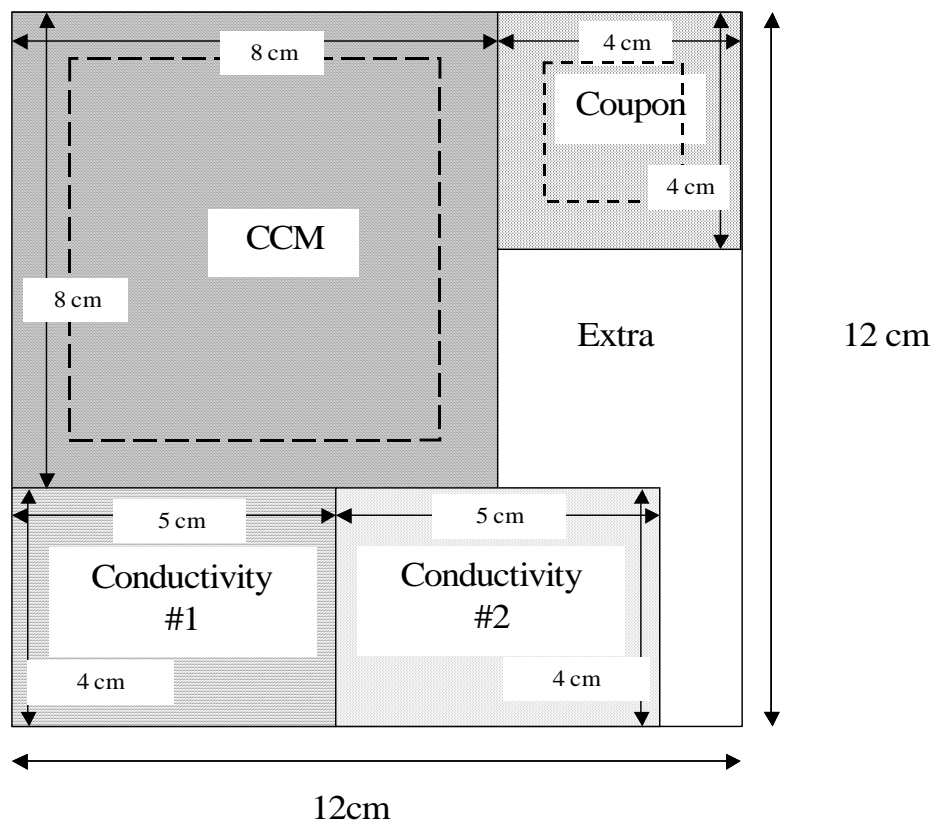 8 cm
4 cm
Coupon
4 cm
CCM
8 cm
Extra
12 cm
5 cm
5 cm
Conductivity
#1
Conductivity
#2
4 cm
4 cm
12cm